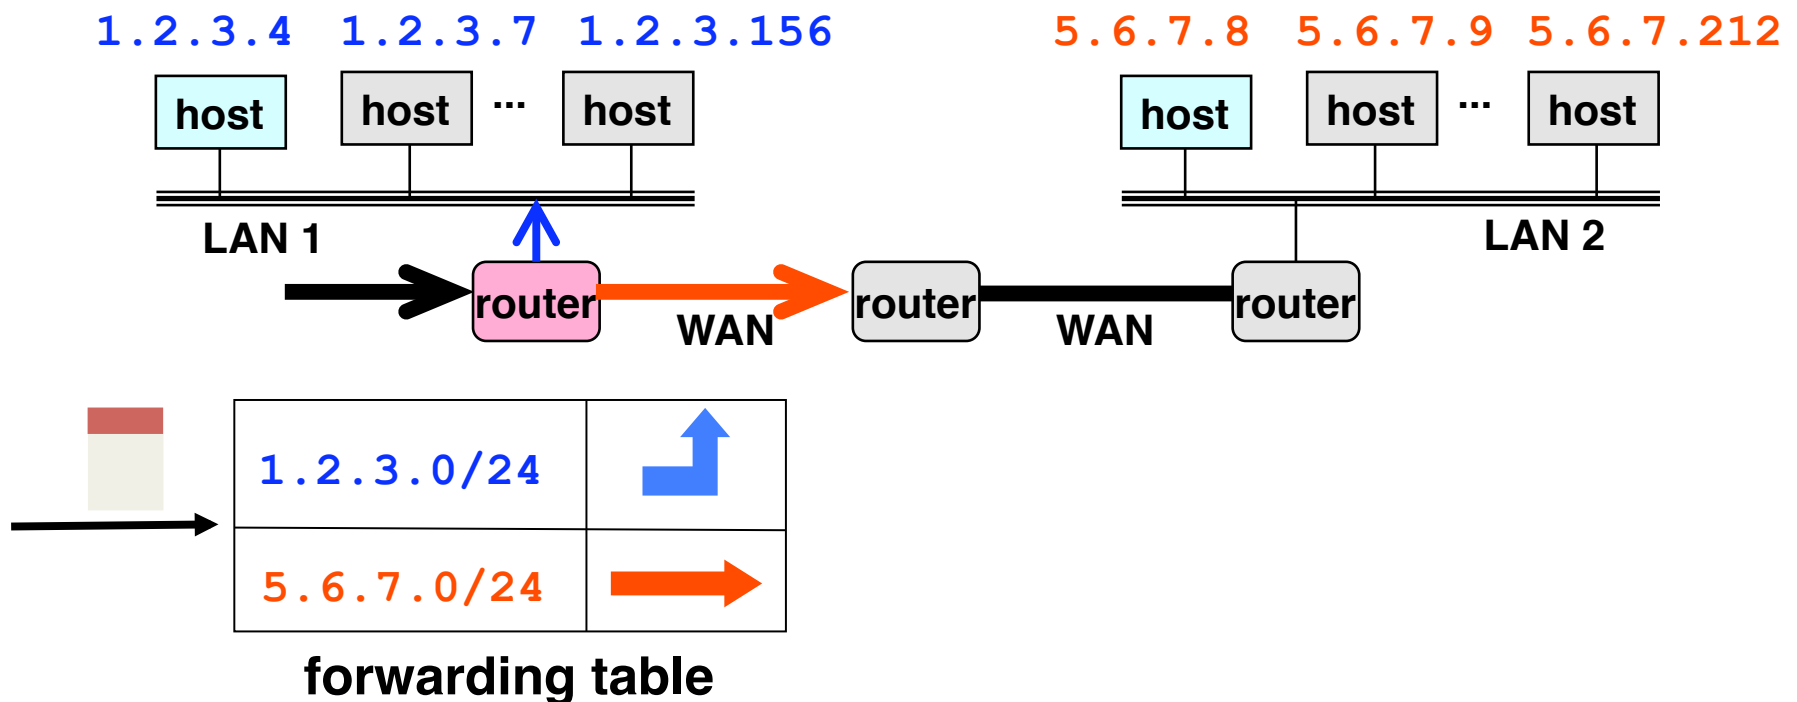 1.2.3.4 1.2.3.7 1.2.3.156 5.6.7.8 5.6.7.9 5.6.7.212
host host ... host host host ... host
LAN 1 LAN 2
router router router
WAN WAN
1.2.3.0/24
5.6.7.0/24
forwarding table